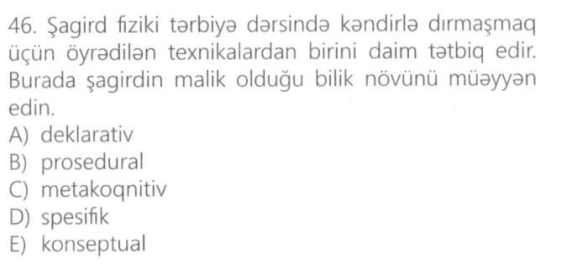 46. Şagird fiziki tərbiyə dərsində kəndirlə dırmaşmaq
üçün öyrədilən texnikalardan birini daim tətbiq edir.
Burada şagirdin malik olduğu bilik növünü müəyyən
edin.
A) deklarativ
B) prosedural
C) metakoqnitiv
D) spesifik
E) konseptual